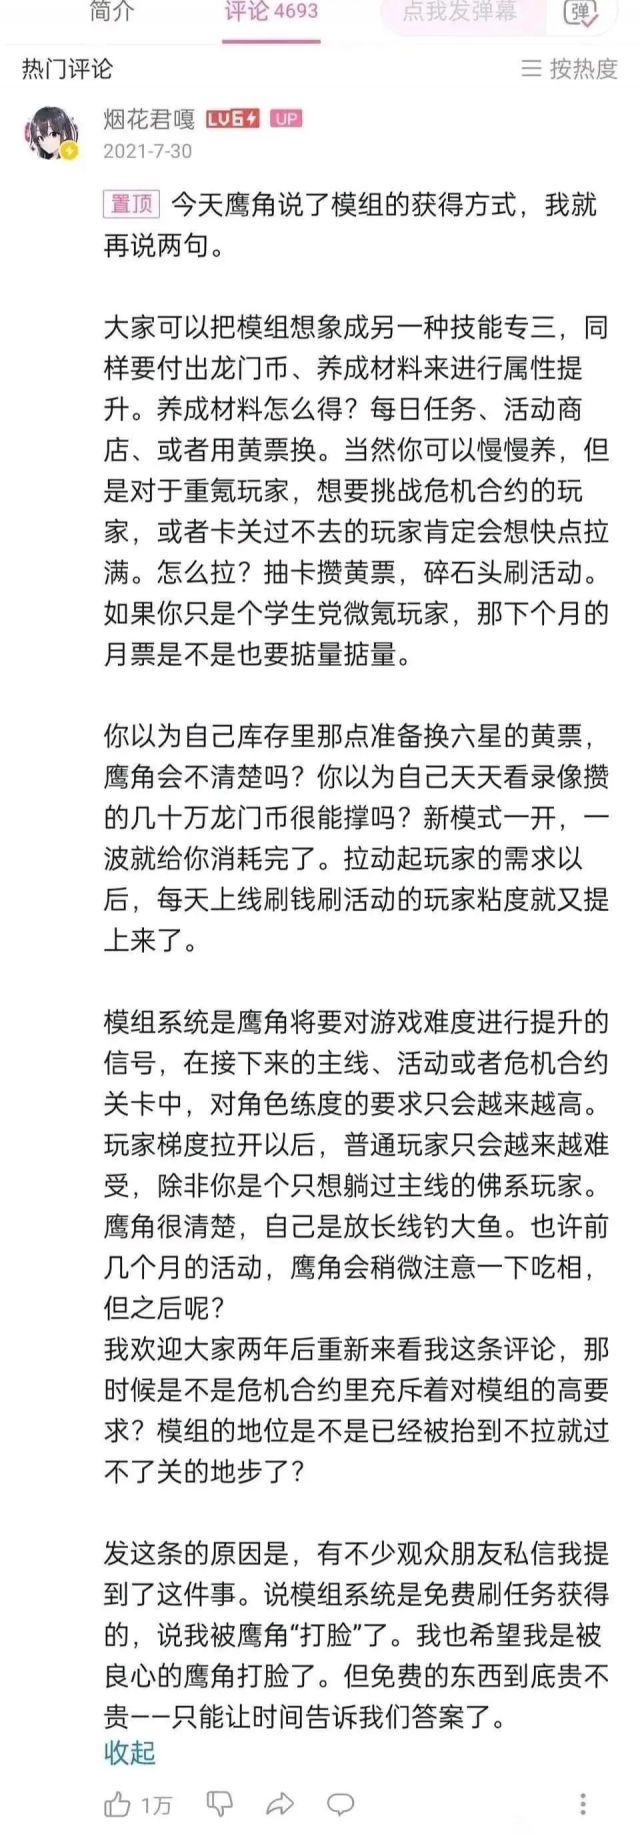 简介
评论 4693
点我发弹幕
弹
热门评论
按热度
烟花君嘎 LV6 UP
2021-7-30
置顶 今天鹰角说了模组的获得方式，我就
再说两句。
大家可以把模组想象成另一种技能专三，同
样要付出龙门币、养成材料来进行属性提
升。养成材料怎么得？每日任务、活动商
店、或者用黄票换。当然你可以慢慢养，但
是对于重氪玩家，想要挑战危机合约的玩
家，或者卡关过不去的玩家肯定会想快点拉
满。怎么拉？抽卡攒黄票，碎石头刷活动。
如果你只是个学生党微氪玩家，那下个月的
月票是不是也要掂量掂量。
你以为自己库存里那点准备换六星的黄票，
鹰角会不清楚吗？你以为自己天天看录像攒
的几十万龙门币很能撑吗？新模式一开，一
波就给你消耗完了。拉动起玩家的需求以
后，每天上线刷钱刷活动的玩家粘度就又提
上来了。
模组系统是鹰角将要对游戏难度进行提升的
信号，在接下来的主线、活动或者危机合约
关卡中，对角色练度的要求只会越来越高。
玩家梯度拉开以后，普通玩家只会越来越难
受，除非你是个只想躺过主线的佛系玩家。
鹰角很清楚，自己是放长线钓大鱼。也许前
几个月的活动，鹰角会稍微注意一下吃相，
但之后呢？
我欢迎大家两年后重新来看我这条评论，那
时候是不是危机合约里充斥着对模组的高要
求？模组的地位是不是已经被抬到不拉就过
不了关的地步了？
发这条的原因是，有不少观众朋友私信我提
到了这件事。说模组系统是免费刷任务获得
的，说我被鹰角“打脸”了。我也希望我是被
良心的鹰角打脸了。但免费的东西到底贵不
贵——只能让时间告诉我们答案了。
收起
1万